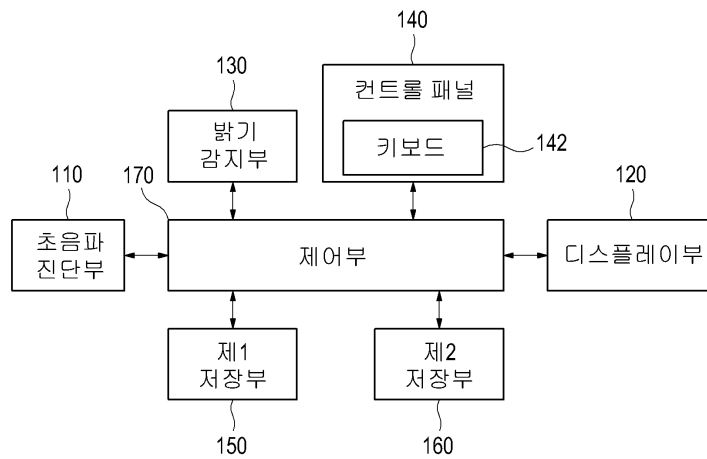 140
130
컨트롤 패널
밝기
감지부
키보드
142
170
110
120
초음파
진단부
제어부
디스플레이부
제1
저장부
제2
저장부
150
160